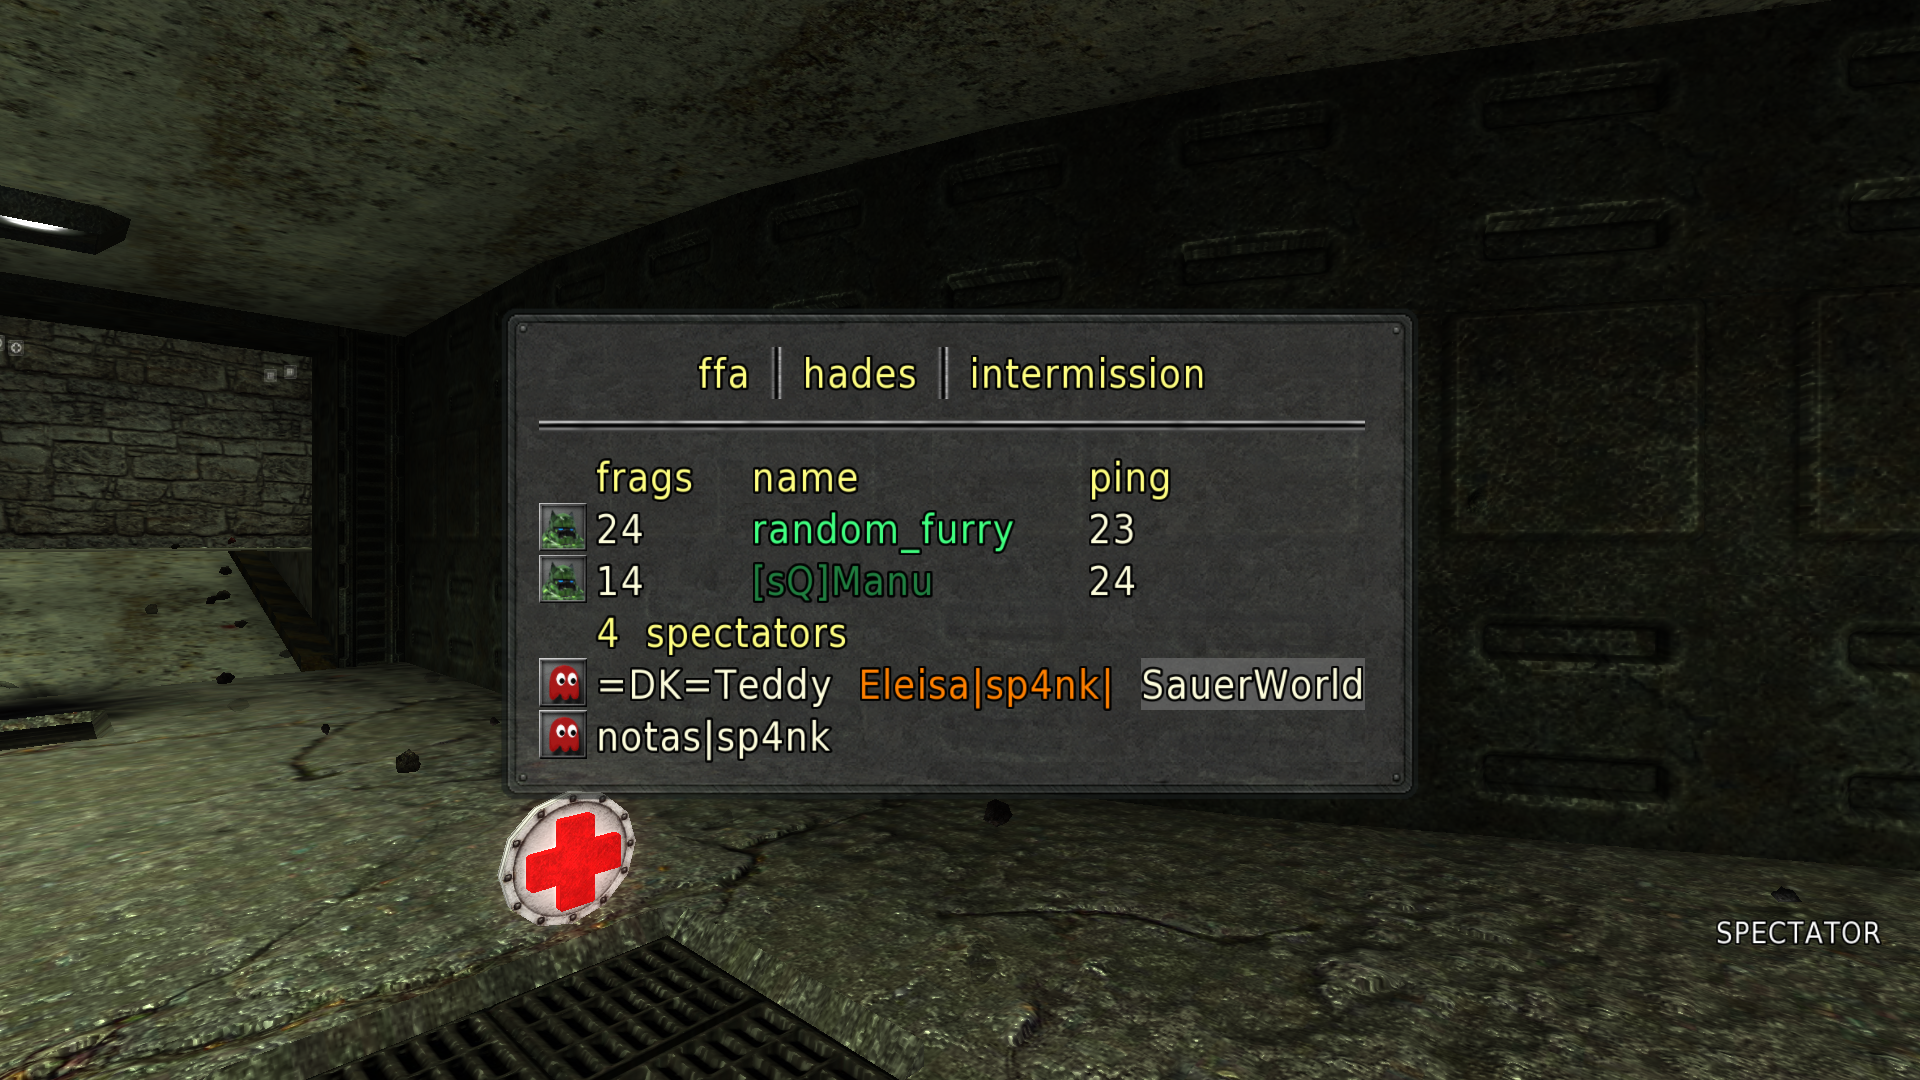 ffa hades intermission
frags name ping
24 random_furry 23
14 [sQ]Manu 24
4 spectators
=DK=Teddy Eleisa|sp4nk| SauerWorld
notas|sp4nk
SPECTATOR